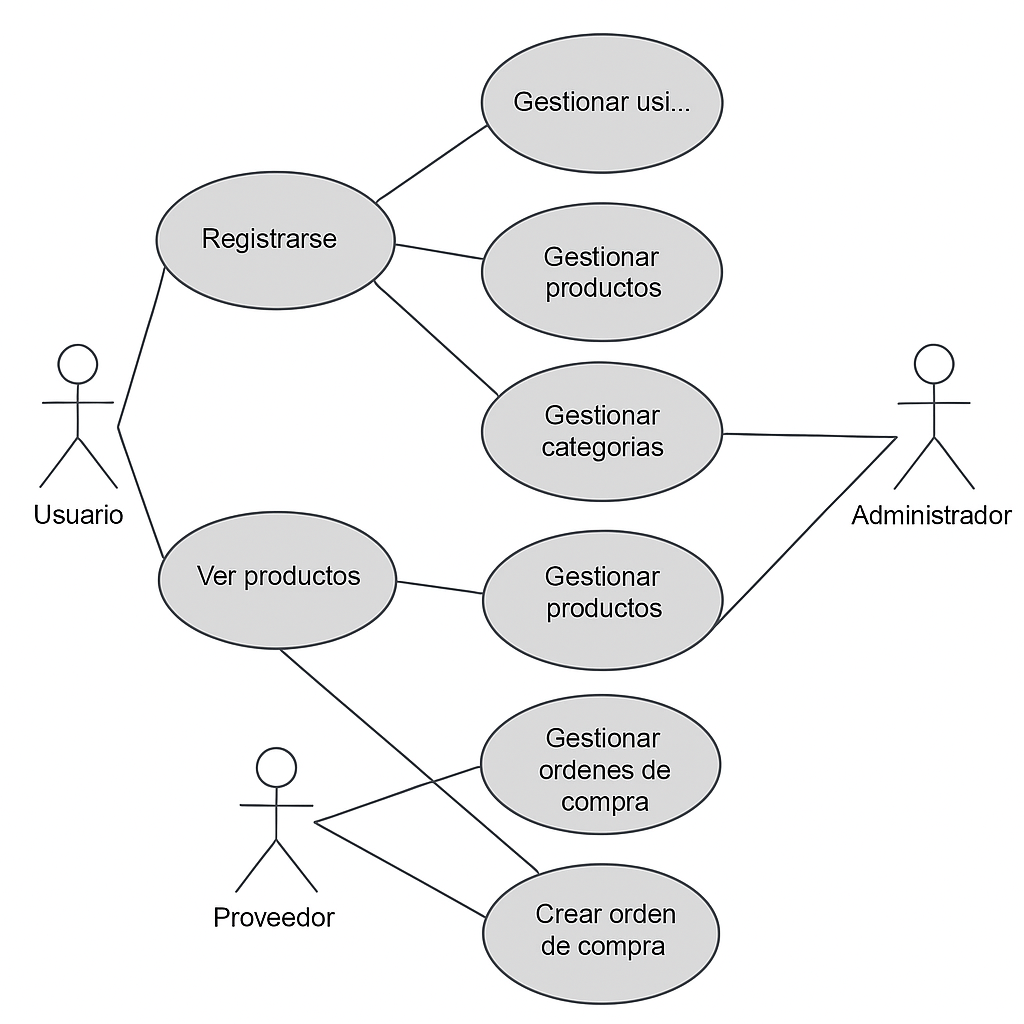 Gestionar usi...
Registrarse
Gestionar
productos
Gestionar
categorias
Usuario
Administrador
Ver productos
Gestionar
productos
Gestionar
ordenes de
compra
Proveedor
Crear orden
de compra